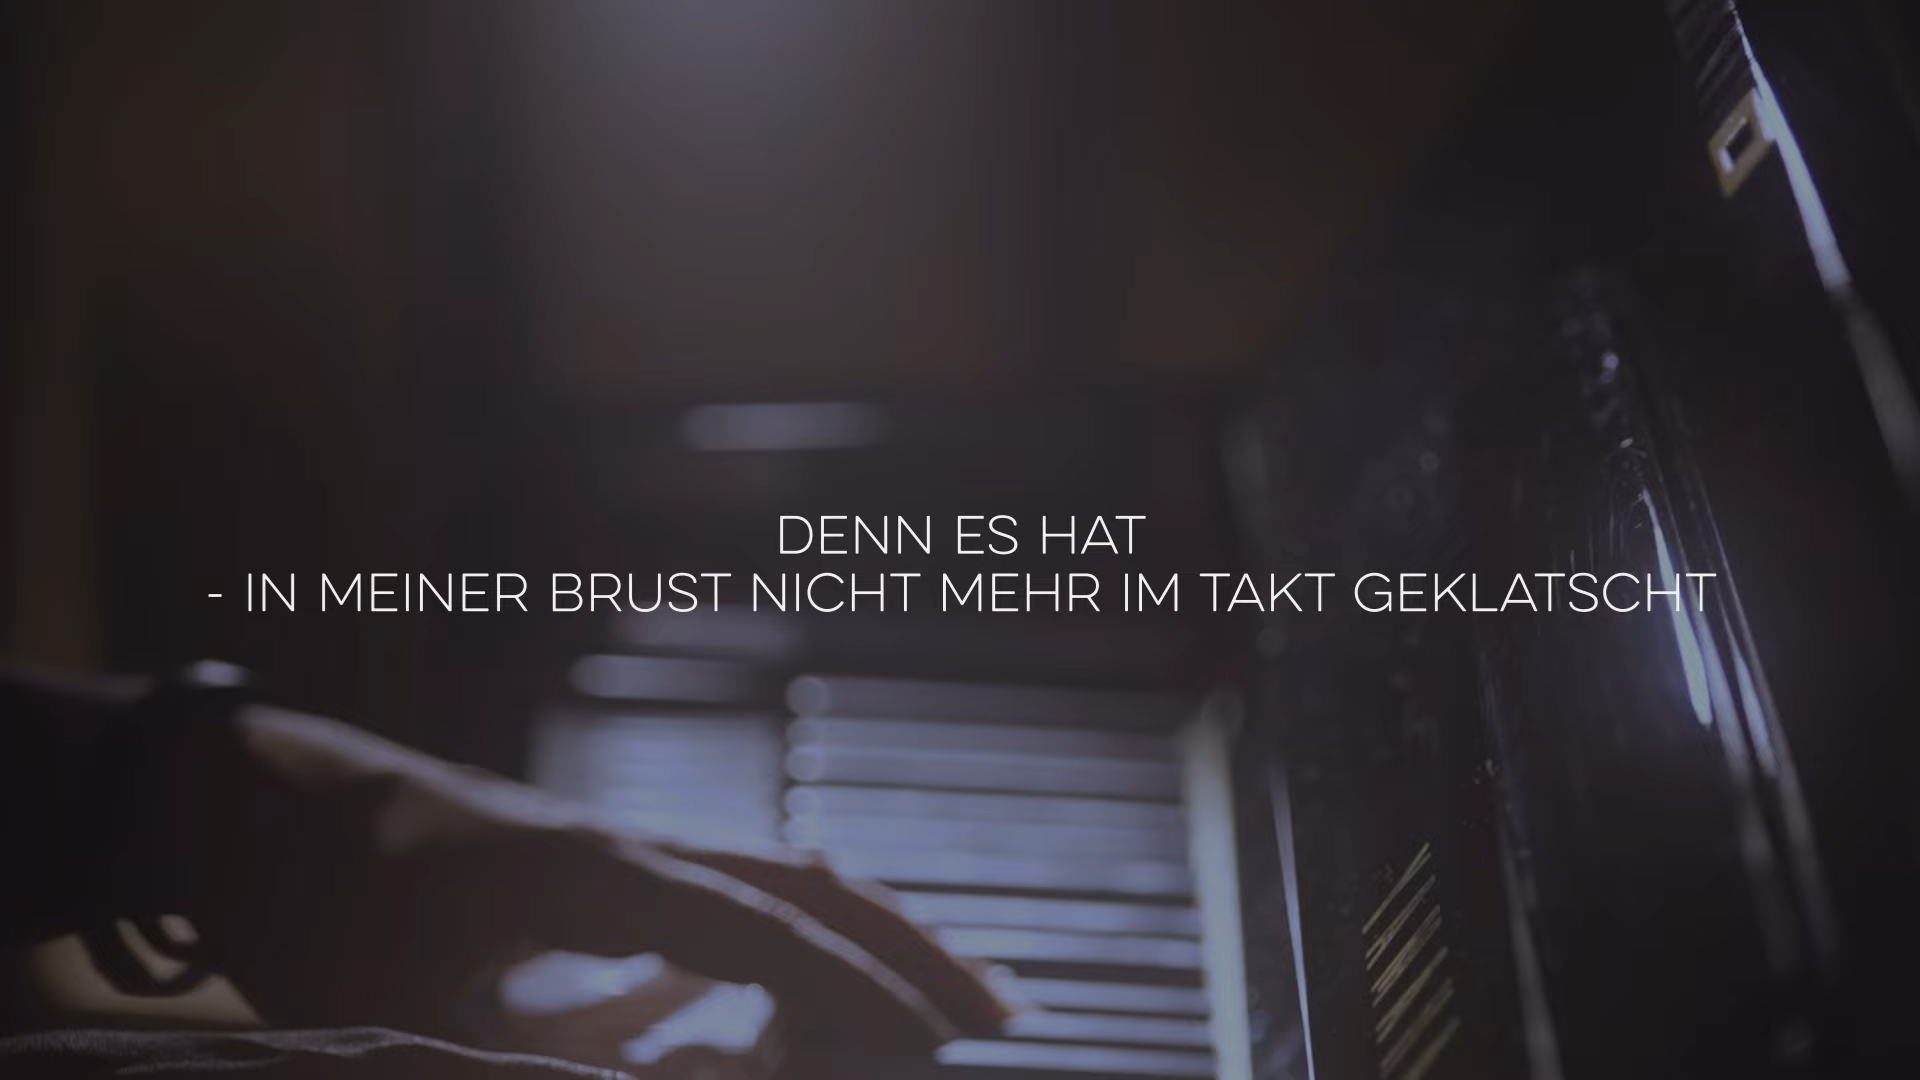 DENN ES HAT
- IN MEINER BRUST NICHT MEHR IM TAKT GEKLATSCHT